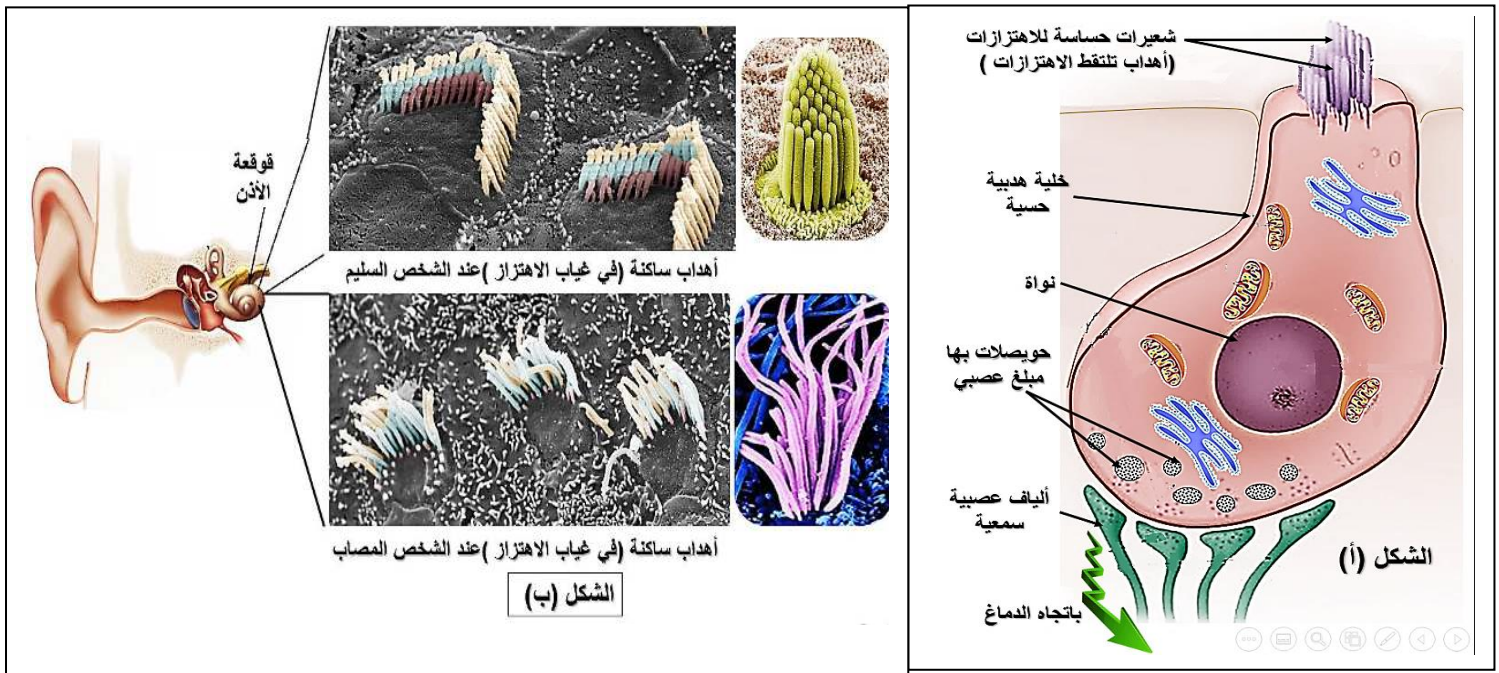 شعيرات حساسة للاهتزازات
(أهداب تلتقط الاهتزازات )
خلية هدبية
حسية
نواة
حويصلات بها
مبلغ عصبي
ألياف عصبية
سمعية
باتجاه الدماغ
الشكل (أ)
قوقعة
الأذن
أهداب ساكنة (في غياب الاهتزاز )عند الشخص السليم
أهداب ساكنة (في غياب الاهتزاز )عند الشخص المصاب
الشكل (ب)